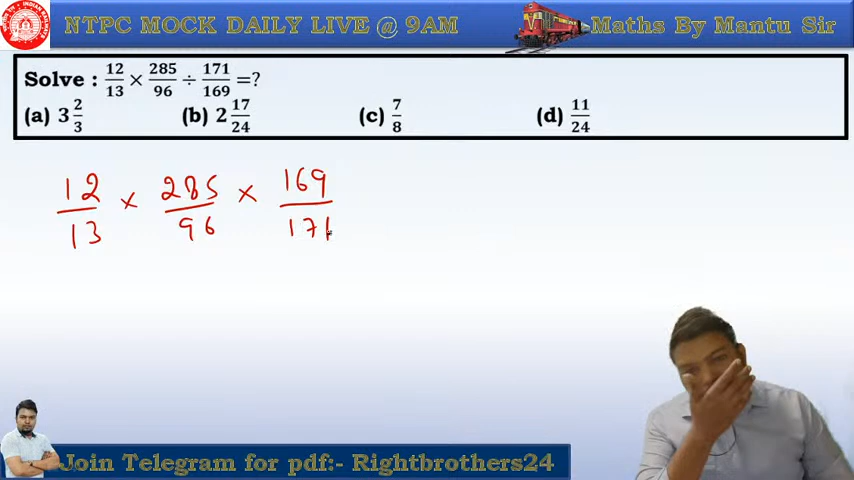 NTPC MOCK DAILY LIVE @ 9AM Maths By Mantu Sir
Solve : 12/13 × 285/96 ÷ 171/169 =?
(a) 3 2/3 (b) 2 17/24 (c) 7/8 (d) 11/24
12/13 × 285/96 × 169/171
Join Telegram for pdf:- Rightbrothers24